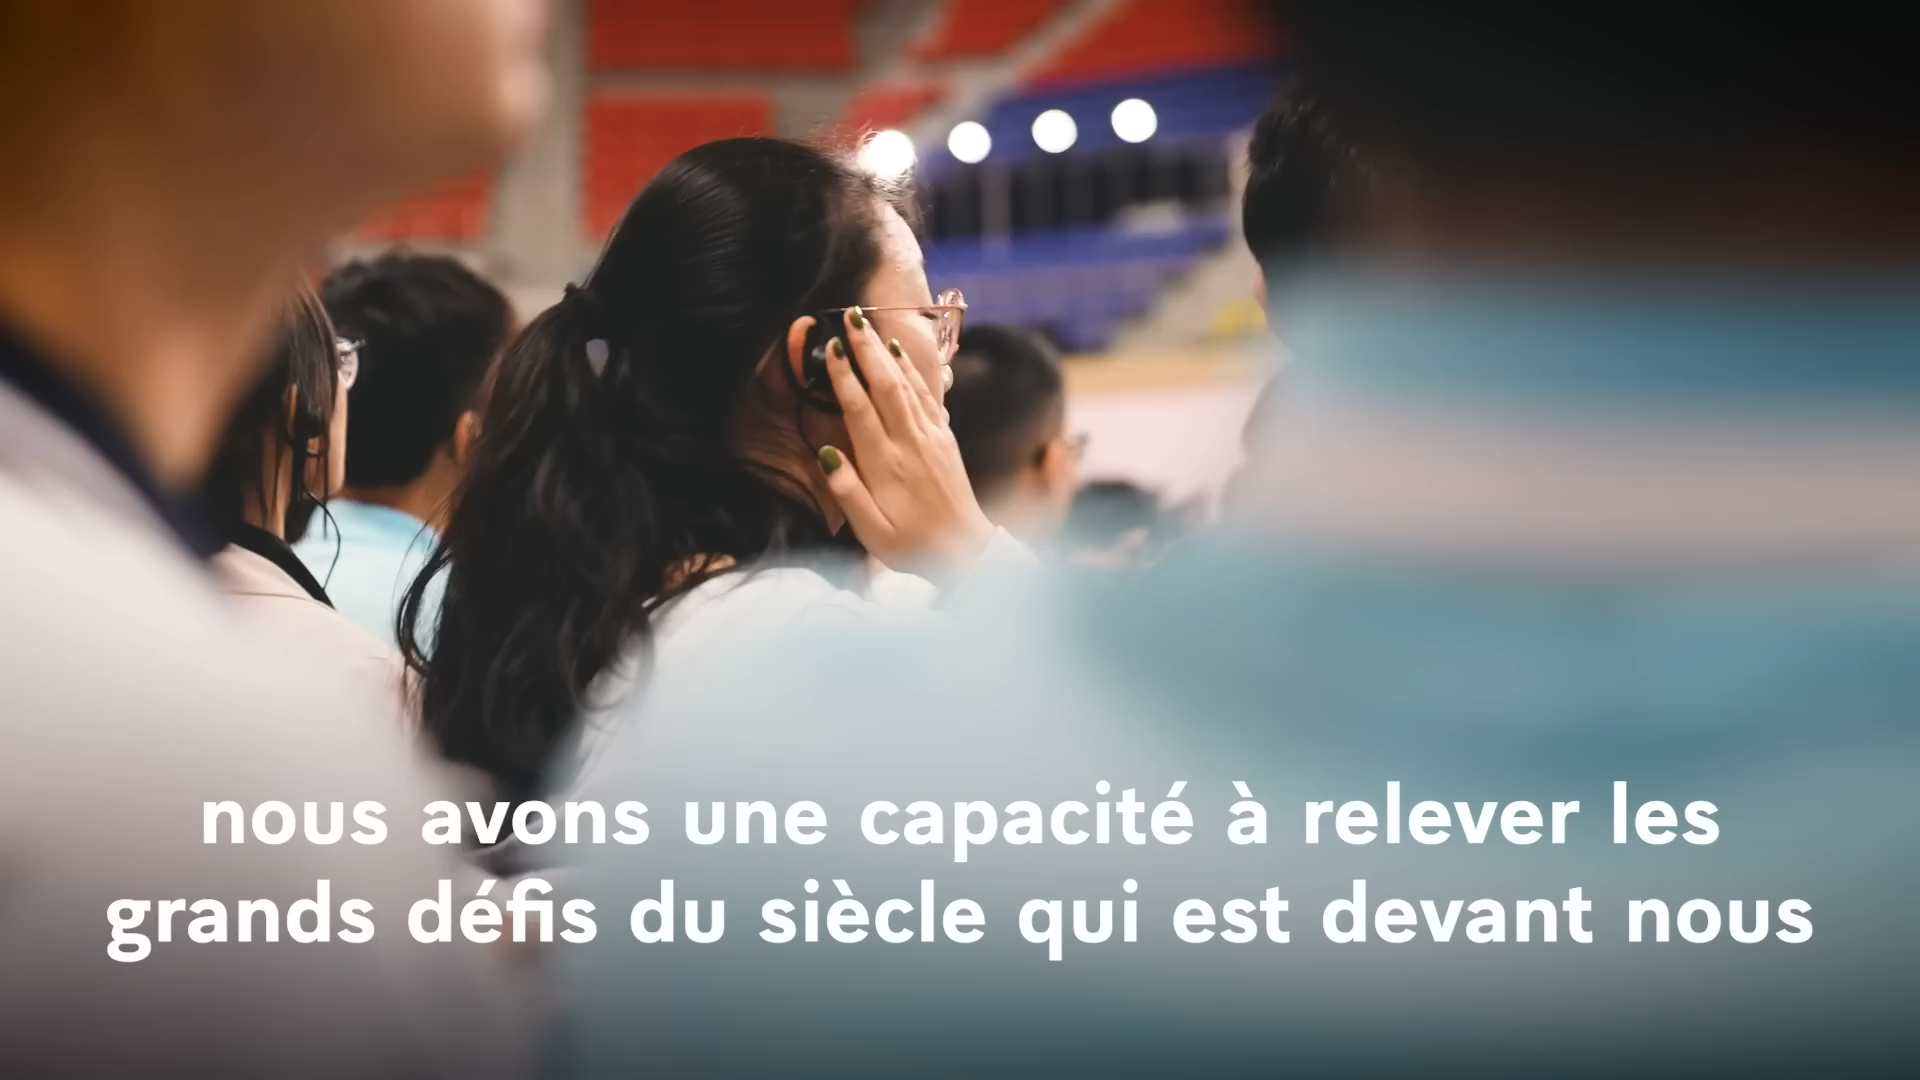 nous avons une capacité à relever les
grands défis du siècle qui est devant nous